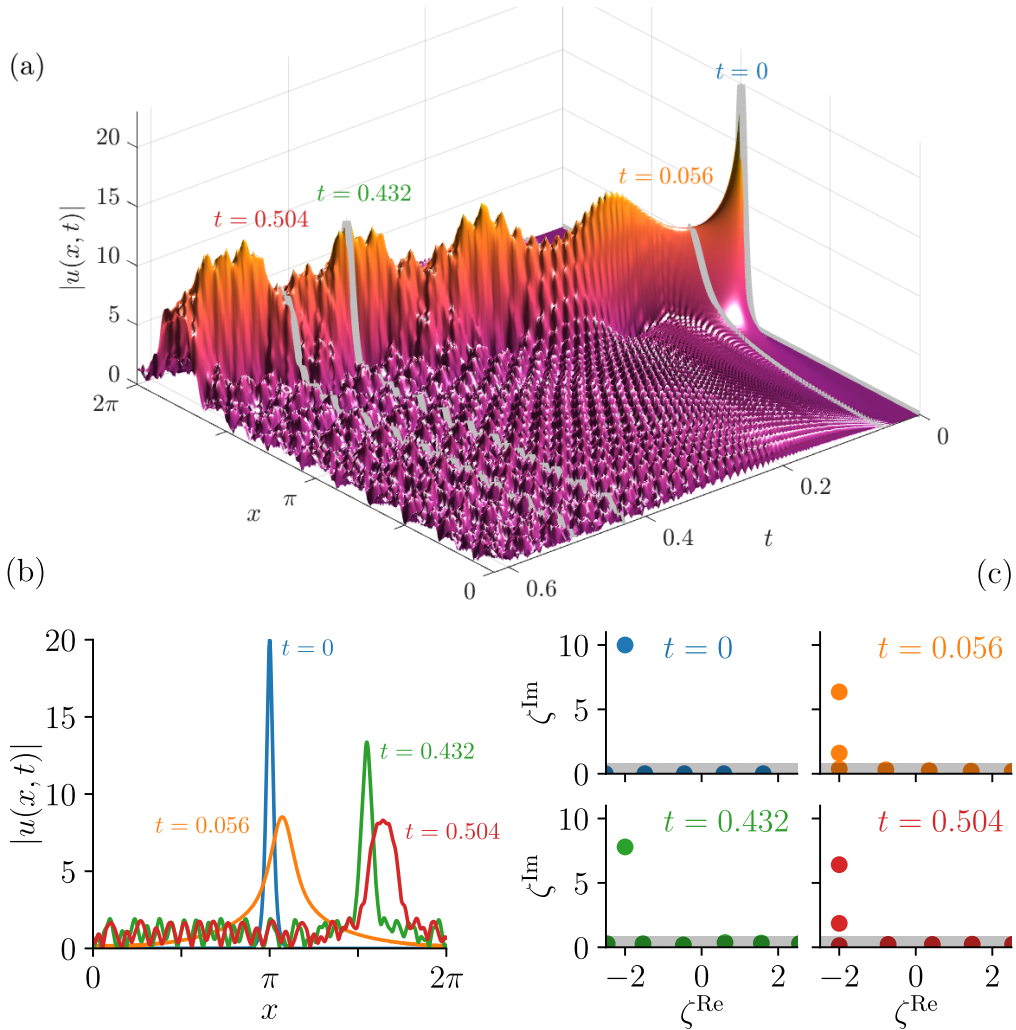 (a)
t = 0
t = 0.056
t = 0.432
t = 0.504
|u(x, t)|
20
15
10
5
0
2π
x
π
0
0
0.2
0.4
0.6
t
(b)
(c)
20
15
10
5
0
|u(x, t)|
t = 0
t = 0.432
t = 0.056
t = 0.504
0
π
2π
x
10
5
0
ζ^Im
t = 0
t = 0.056
10
5
0
ζ^Im
t = 0.432
t = 0.504
−2
0
2
−2
0
2
ζ^Re
ζ^Re